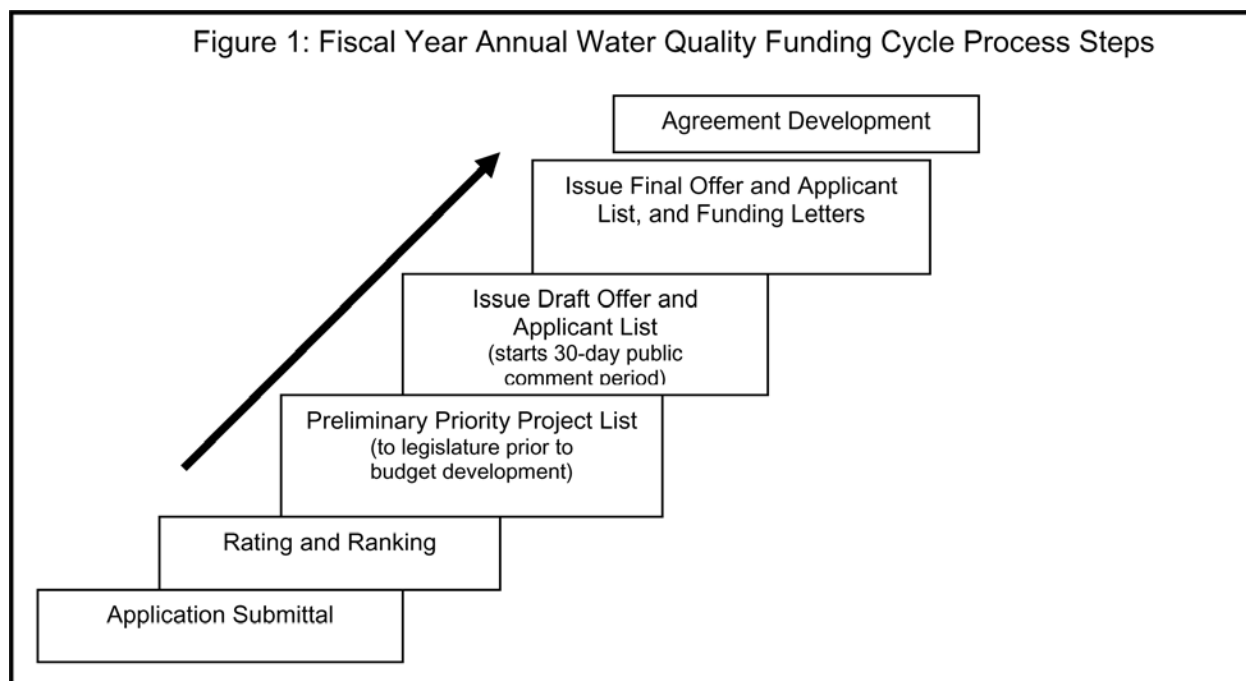 Figure 1: Fiscal Year Annual Water Quality Funding Cycle Process Steps
Agreement Development
Issue Final Offer and Applicant
List, and Funding Letters
Issue Draft Offer and
Applicant List
(starts 30-day public
comment period)
Preliminary Priority Project List
(to legislature prior to
budget development)
Rating and Ranking
Application Submittal